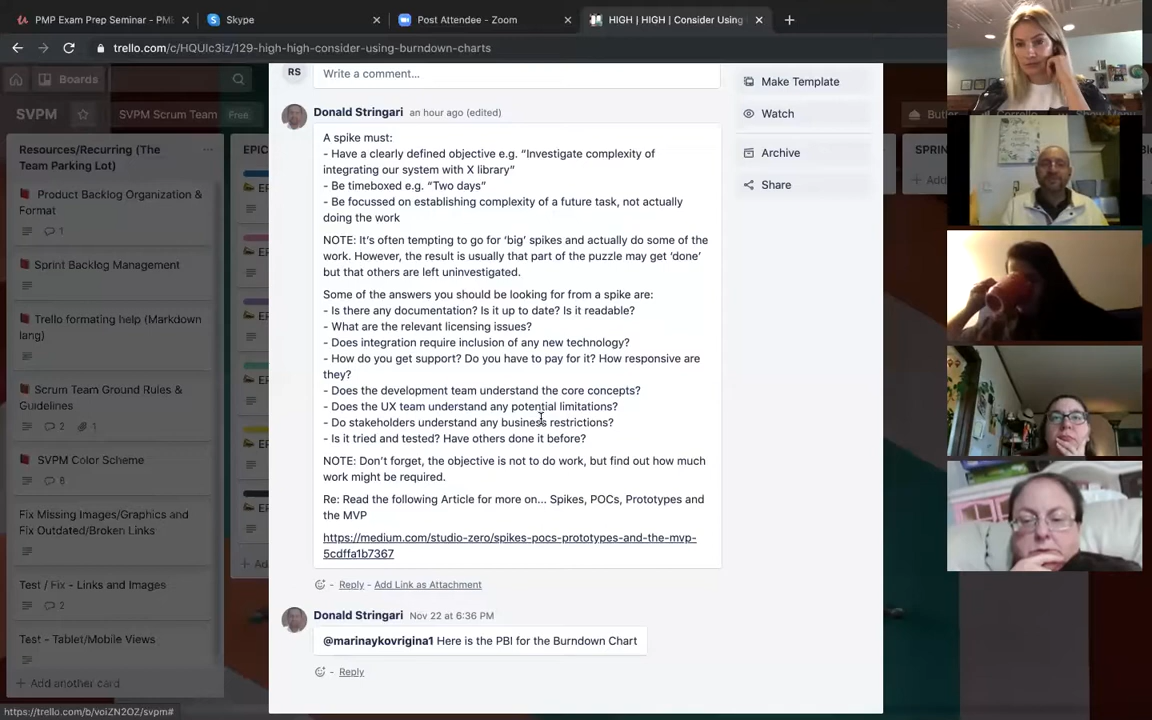 PMP Exam Prep Seminar - PM
Skype
Post Attendee - Zoom
HIGH | HIGH | Consider Using
trello.com/c/HQUlc3iz/129-high-high-consider-using-burndown-charts
Boards
SVPM
SVPM Scrum Team
Free
Butler
Show Menu
Resources/Recurring (The
Team Parking Lot)
Product Backlog Organization &
Format
1
Sprint Backlog Management
Trello formating help (Markdown
lang)
Scrum Team Ground Rules &
Guidelines
2
1
SVPM Color Scheme
8
Fix Missing Images/Graphics and
Fix Outdated/Broken Links
Test / Fix - Links and Images
2
Test - Tablet/Mobile Views
+ Add another card
EPIC
+ Ad
RS
Write a comment…
Donald Stringari an hour ago (edited)
A spike must:
- Have a clearly defined objective e.g. “Investigate complexity of
integrating our system with X library”
- Be timeboxed e.g. “Two days”
- Be focussed on establishing complexity of a future task, not actually
doing the work
NOTE: It’s often tempting to go for ‘big’ spikes and actually do some of the
work. However, the result is usually that part of the puzzle may get ‘done’
but that others are left uninvestigated.
Some of the answers you should be looking for from a spike are:
- Is there any documentation? Is it up to date? Is it readable?
- What are the relevant licensing issues?
- Does integration require inclusion of any new technology?
- How do you get support? Do you have to pay for it? How responsive are
they?
- Does the development team understand the core concepts?
- Does the UX team understand any potential limitations?
- Do stakeholders understand any business restrictions?
- Is it tried and tested? Have others done it before?
NOTE: Don’t forget, the objective is not to do work, but find out how much
work might be required.
Re: Read the following Article for more on... Spikes, POCs, Prototypes and
the MVP
https://medium.com/studio-zero/spikes-pocs-prototypes-and-the-mvp-
5cdffa1b7367
- Reply - Add Link as Attachment
Donald Stringari Nov 22 at 6:36 PM
@marinaykovrigina1 Here is the PBI for the Burndown Chart
- Reply
Make Template
Watch
Archive
Share
SPRIN
+ Add
https://trello.com/b/voiZN2OZ/svpm#